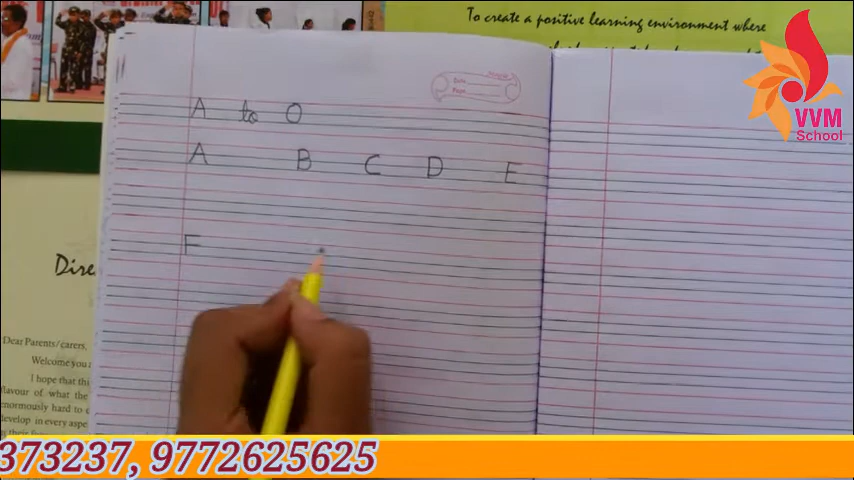 To create a positive learning environment where
VVM
School
A to O
A B C D E
F
Dire
Dear Parents/carers,
Welcome you
I hope that thi
flavour of what the
enormously hard to
develop in every aspe
373237, 9772625625